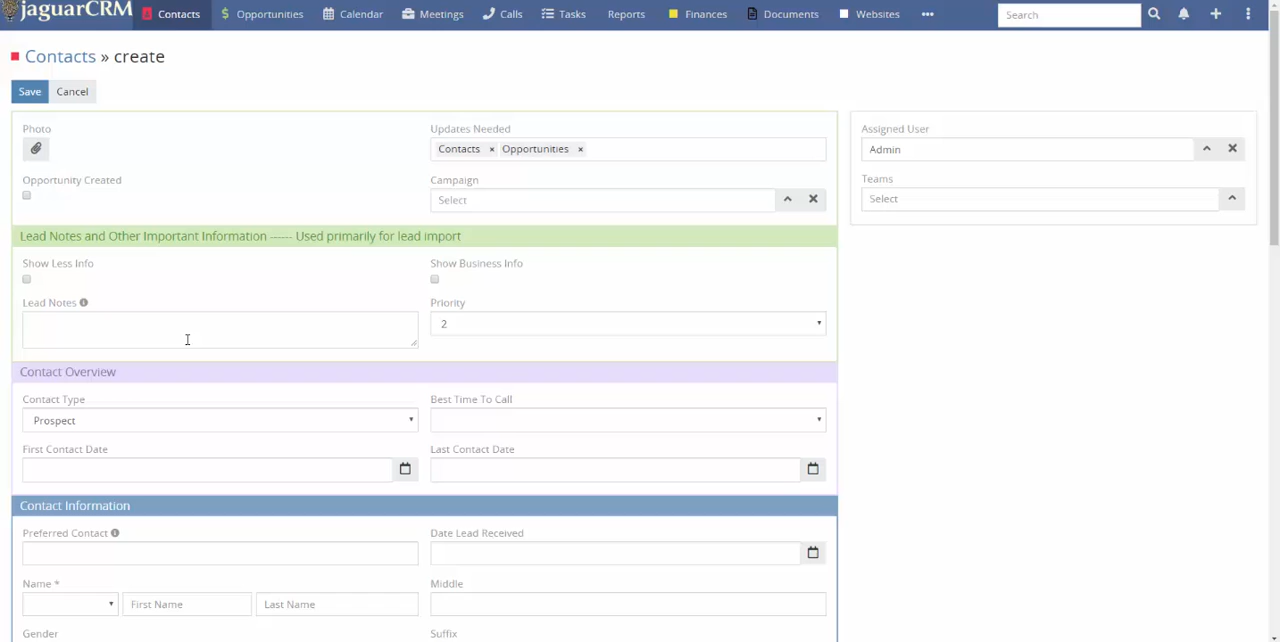 jaguarCRM Contacts $ Opportunities Calendar Meetings Calls Tasks Reports Finances Documents Websites ••• Search
Contacts » create
Save Cancel
Photo
Updates Needed
Contacts × Opportunities ×
Opportunity Created
Campaign
Select
Assigned User
Admin
Teams
Select
Lead Notes and Other Important Information ------ Used primarily for lead import
Show Less Info
Show Business Info
Lead Notes
Priority
2
Contact Overview
Contact Type
Best Time To Call
Prospect
First Contact Date
Last Contact Date
Contact Information
Preferred Contact
Date Lead Received
Name *
Middle
First Name Last Name
Gender
Suffix